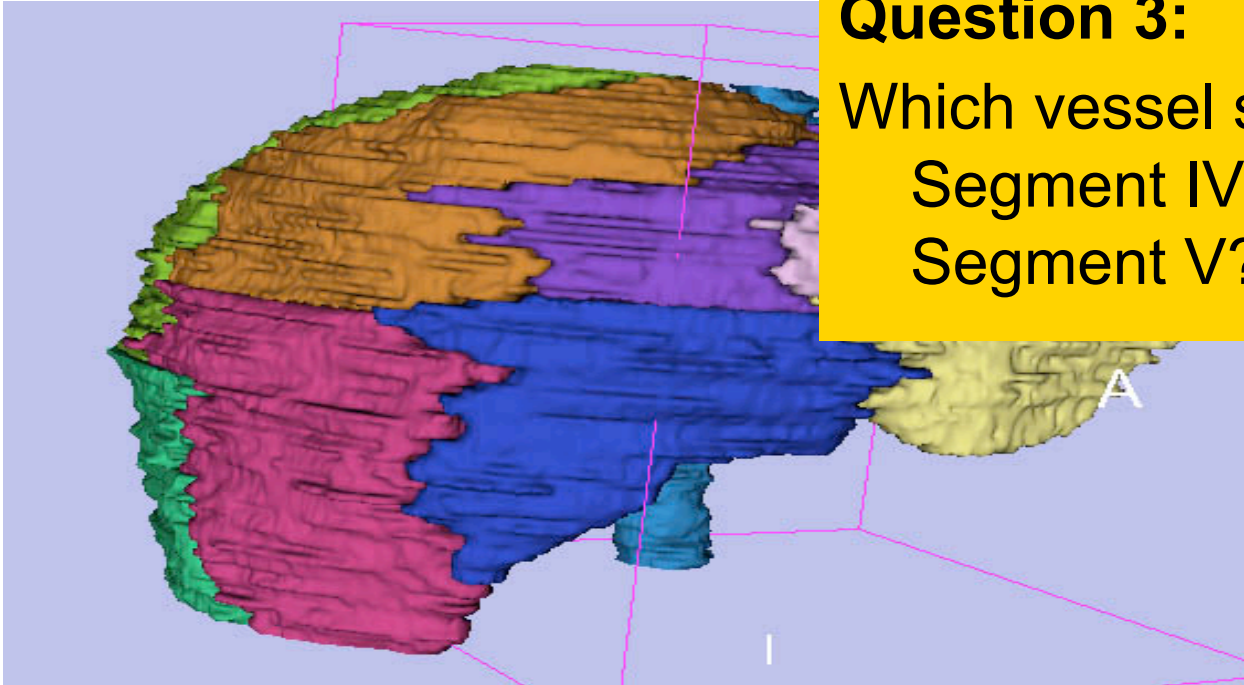 Question 3:
Which vessel
Segment IV
Segment V?
A
I